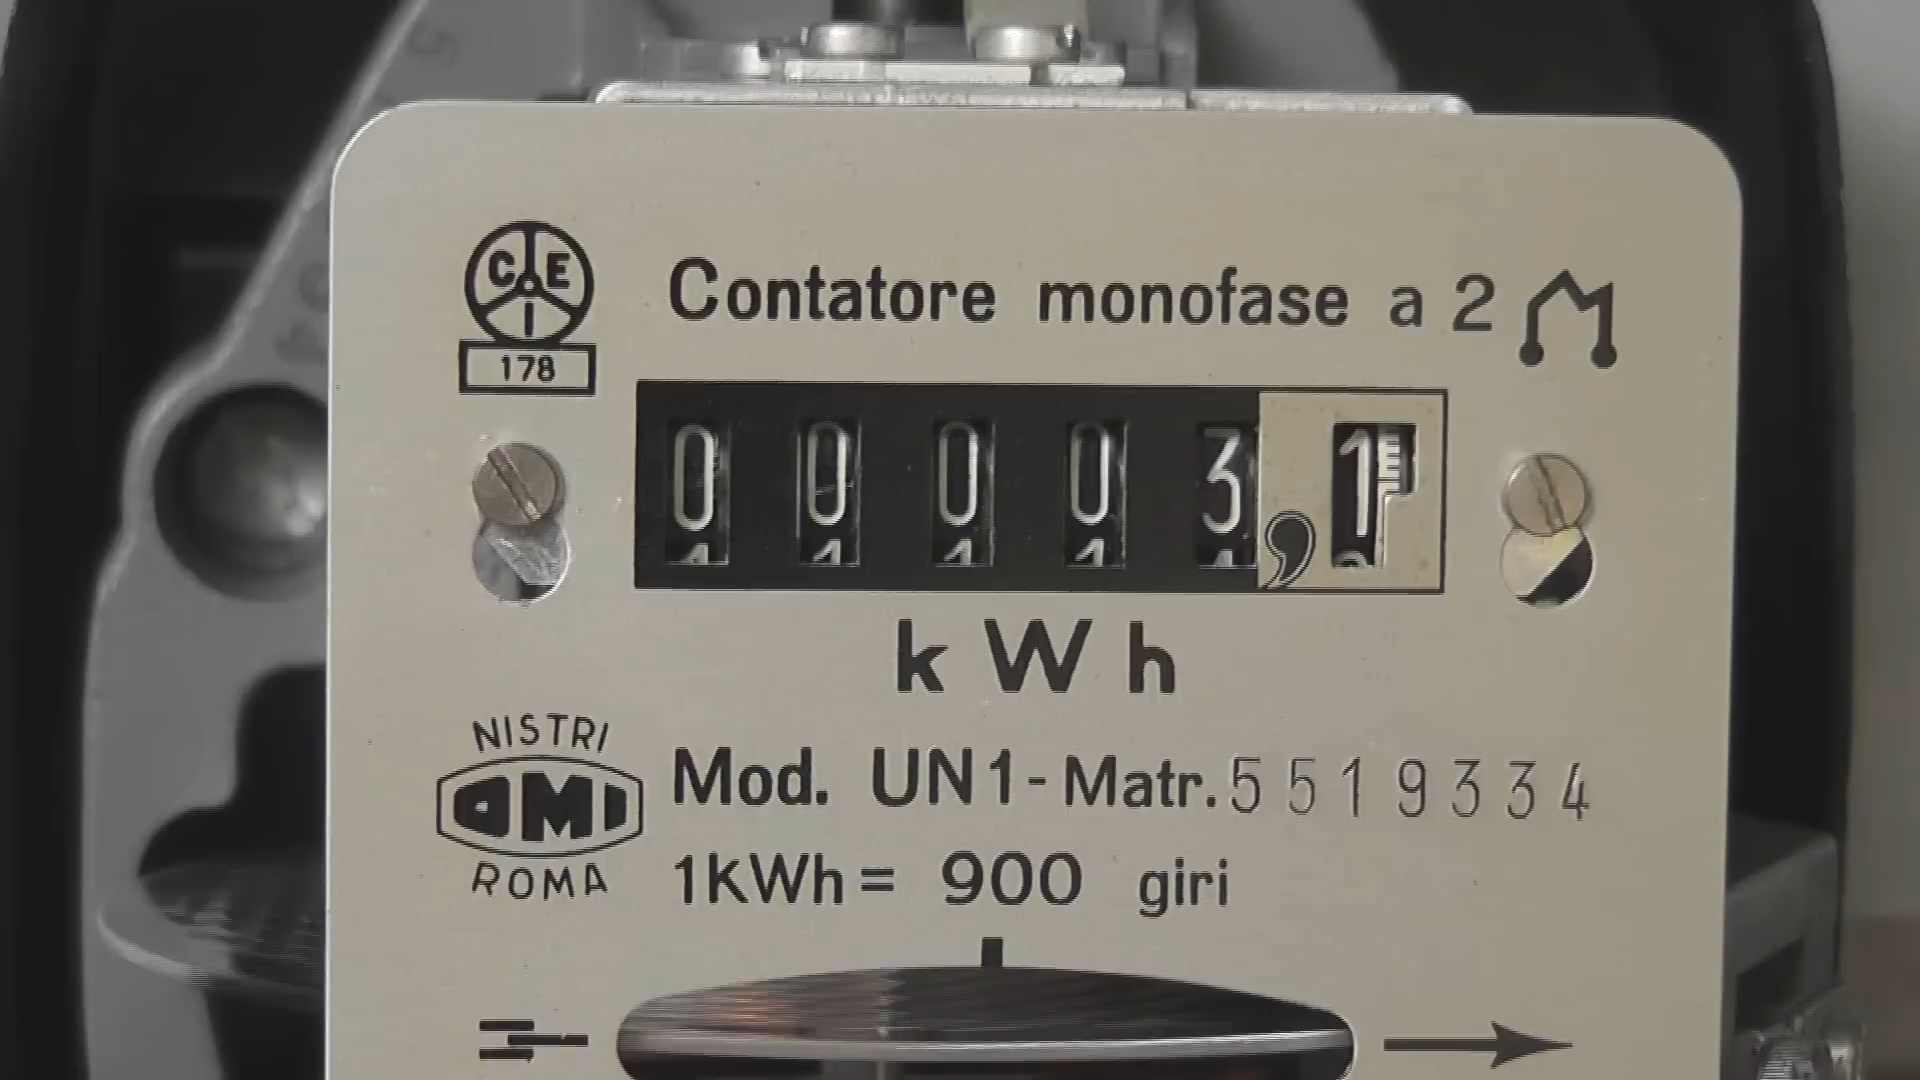 C E I
178
Contatore monofase a 2
0 0 0 0 3 , 1
kWh
NISTRI
OMI
ROMA
Mod. UN1-Matr. 5519334
1KWh= 900 giri